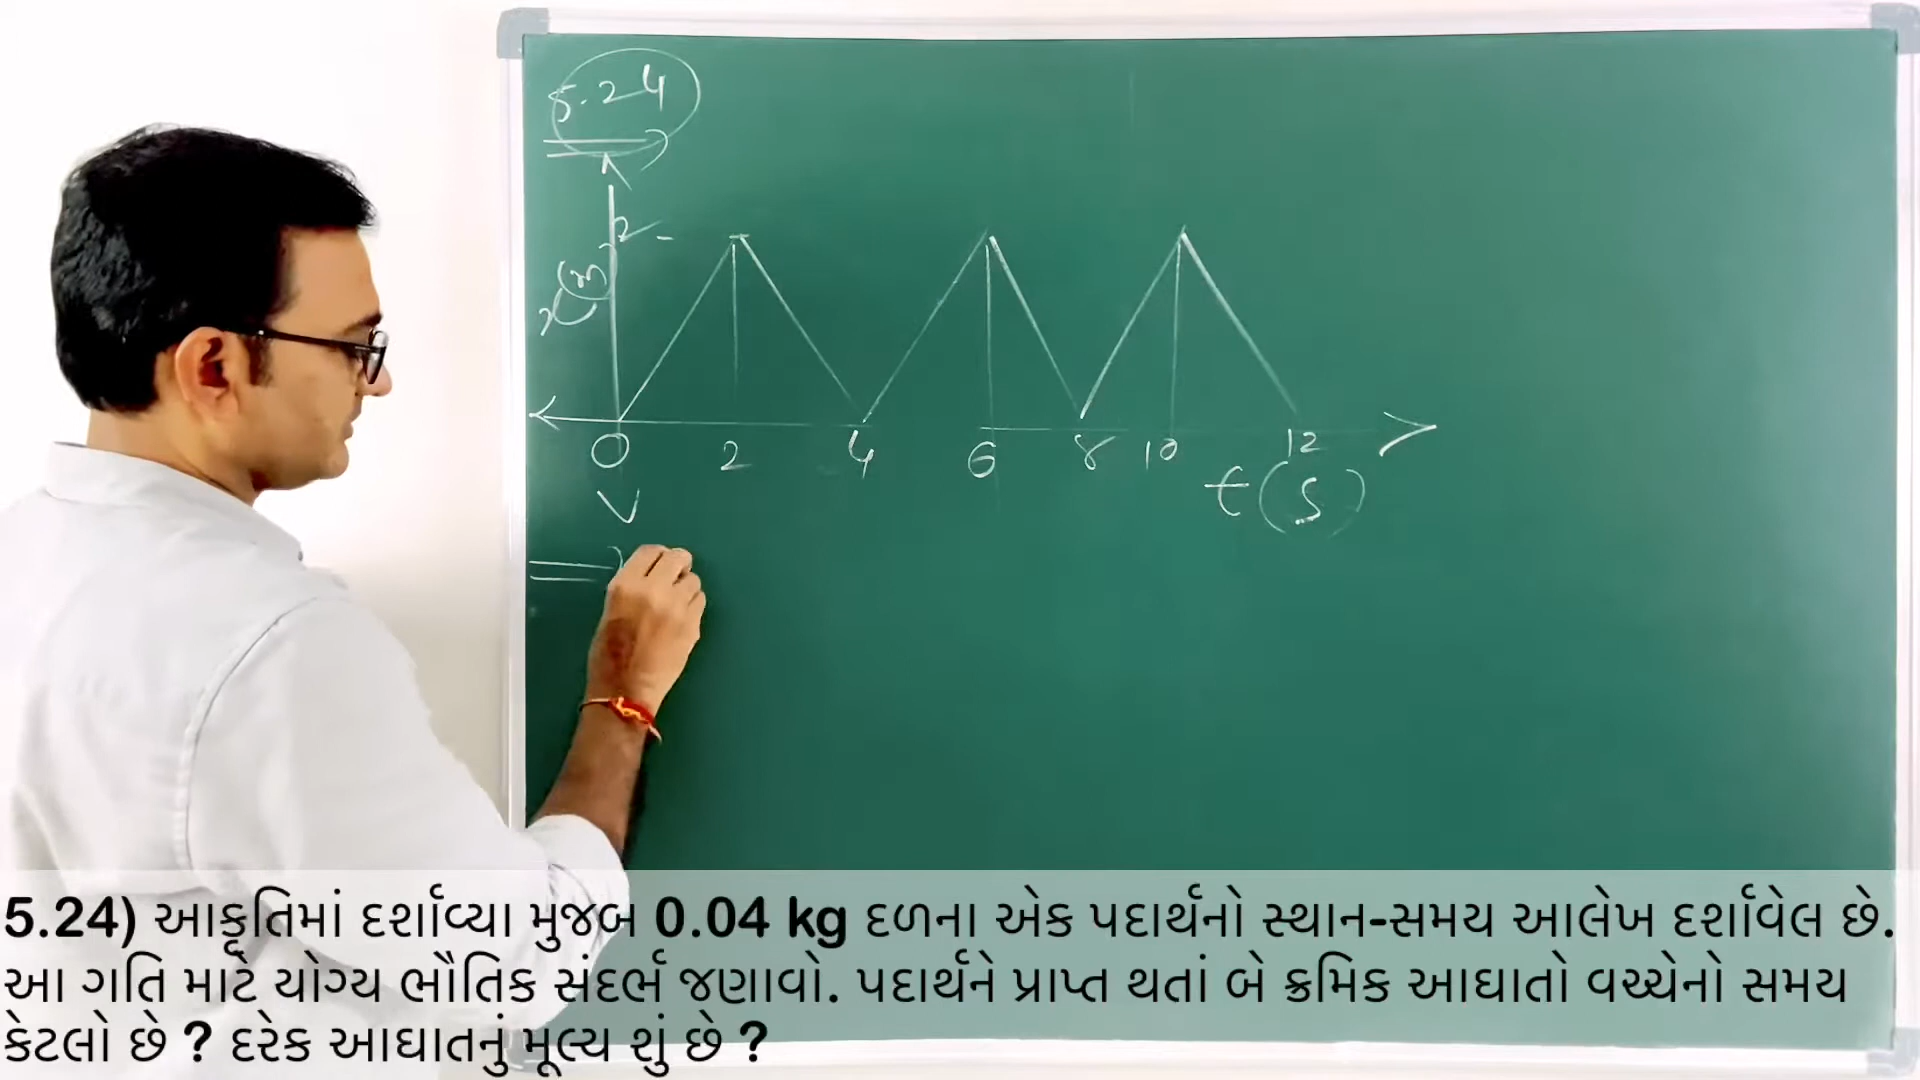 5.24
2
x(m)
0 2 4 6 8 10 12
t(s)
5.24) આકૃતિમાં દર્શાવ્યા મુજબ 0.04 kg દળના એક પદાર્થનો સ્થાન-સમય આલેખ દર્શાવેલ છે.
આ ગતિ માટે યોગ્ય ભૌતિક સંદર્ભ જણાવો. પદાર્થને પ્રાપ્ત થતાં બે ક્રમિક આઘાતો વચ્ચેનો સમય
કેટલો છે ? દરેક આઘાતનું મૂલ્ય શું છે ?